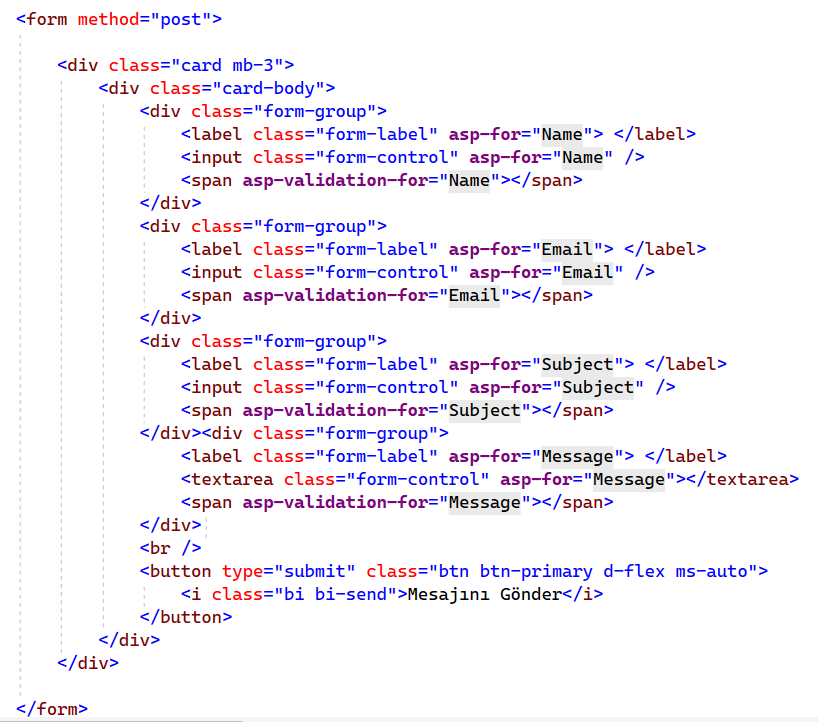 <form method="post">
<div class="card mb-3">
<div class="card-body">
<div class="form-group">
<label class="form-label" asp-for="Name"> </label>
<input class="form-control" asp-for="Name" />
<span asp-validation-for="Name"></span>
</div>
<div class="form-group">
<label class="form-label" asp-for="Email"> </label>
<input class="form-control" asp-for="Email" />
<span asp-validation-for="Email"></span>
</div>
<div class="form-group">
<label class="form-label" asp-for="Subject"> </label>
<input class="form-control" asp-for="Subject" />
<span asp-validation-for="Subject"></span>
</div><div class="form-group">
<label class="form-label" asp-for="Message"> </label>
<textarea class="form-control" asp-for="Message"></textarea>
<span asp-validation-for="Message"></span>
</div>
<br />
<button type="submit" class="btn btn-primary d-flex ms-auto">
<i class="bi bi-send">Mesajını Gönder</i>
</button>
</div>
</div>
</form>